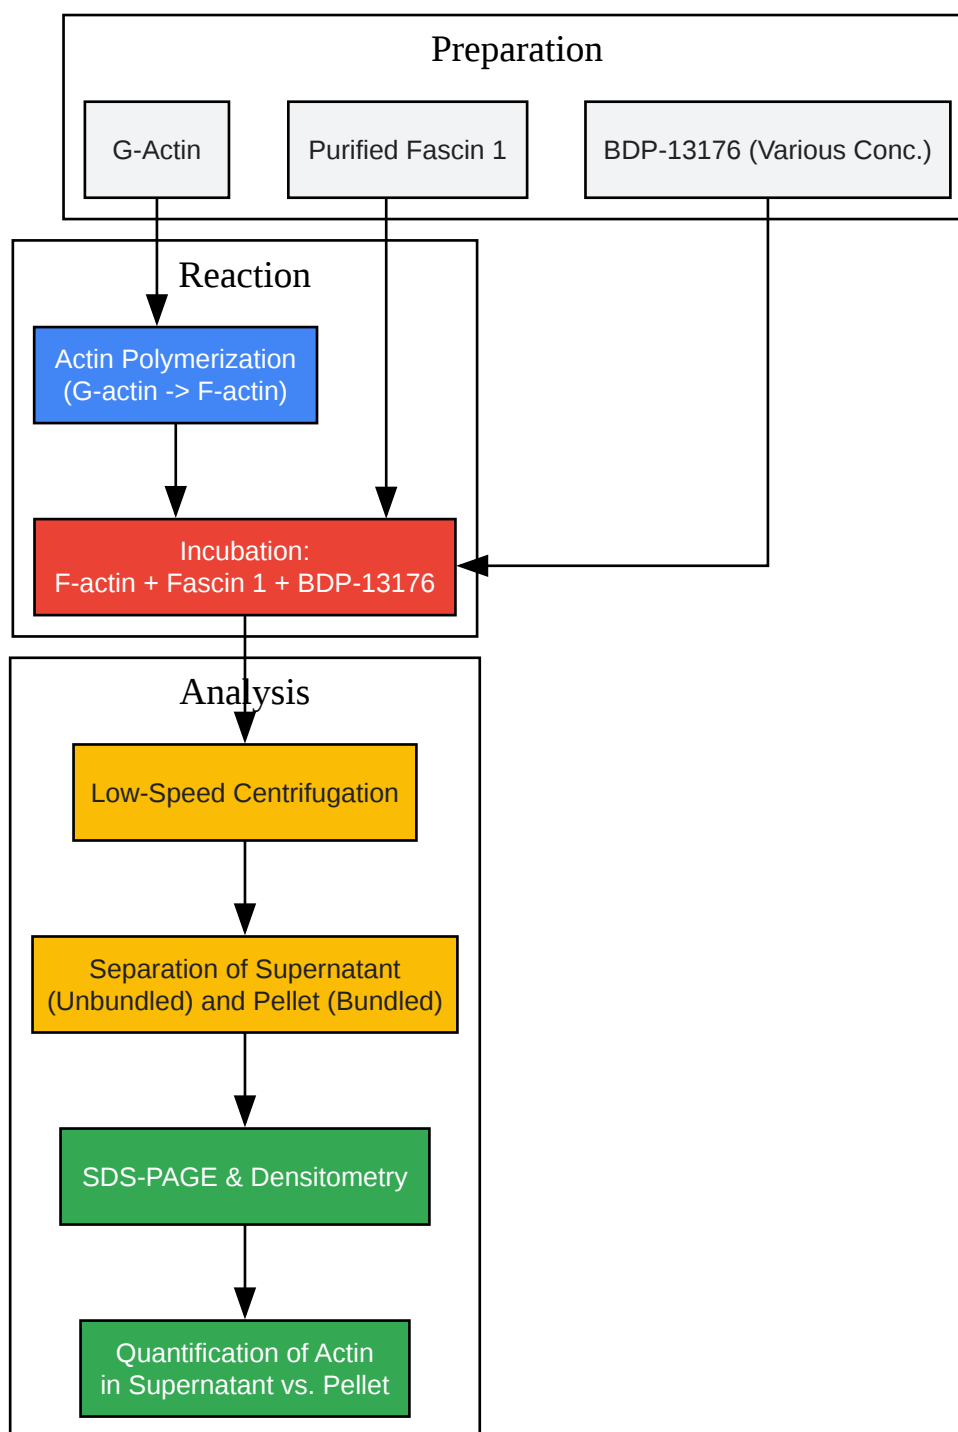 Preparation
G-Actin
Purified Fascin 1
BDP-13176 (Various Conc.)
Reaction
Actin Polymerization
(G-actin -> F-actin)
Incubation:
F-actin + Fascin 1 + BDP-13176
Analysis
Low-Speed Centrifugation
Separation of Supernatant
(Unbundled) and Pellet (Bundled)
SDS-PAGE & Densitometry
Quantification of Actin
in Supernatant vs. Pellet